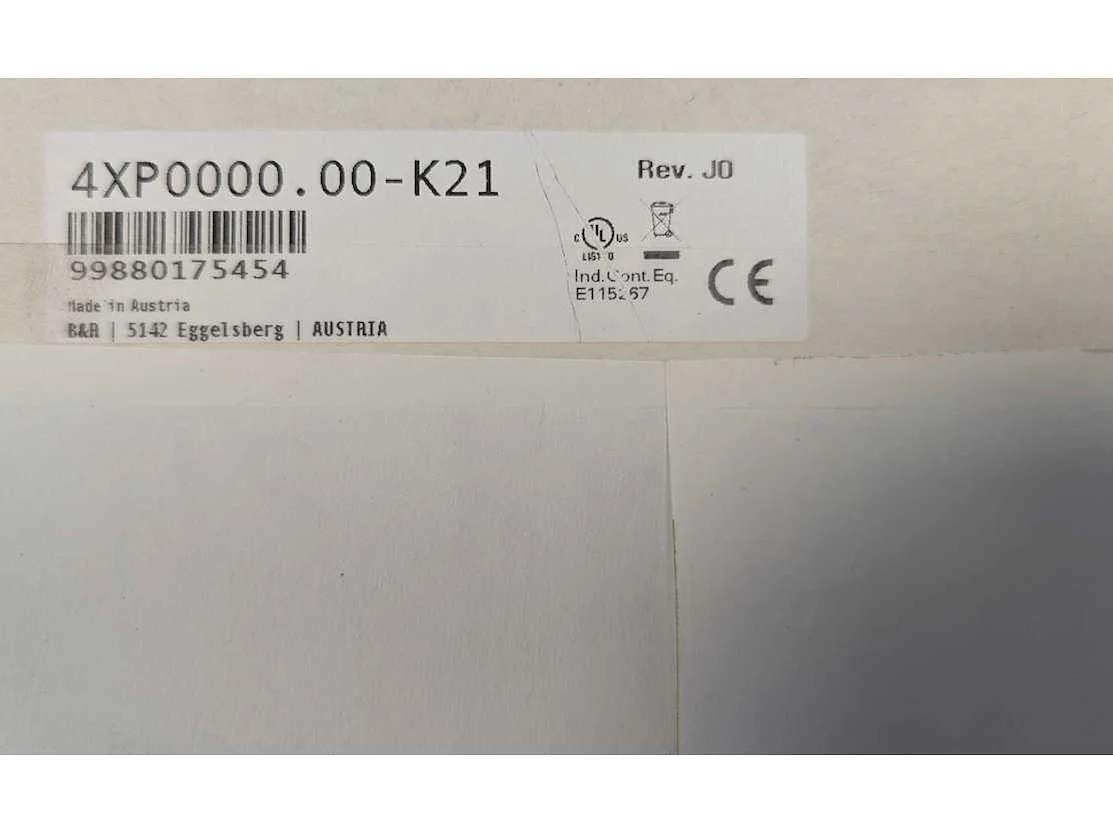 4XP0000.00-K21
Rev. J0
99880175454
C UL US
LISTED
Ind.Cont.Eq.
E115267
CE
Made in Austria
B&R | 5142 Eggelsberg | AUSTRIA